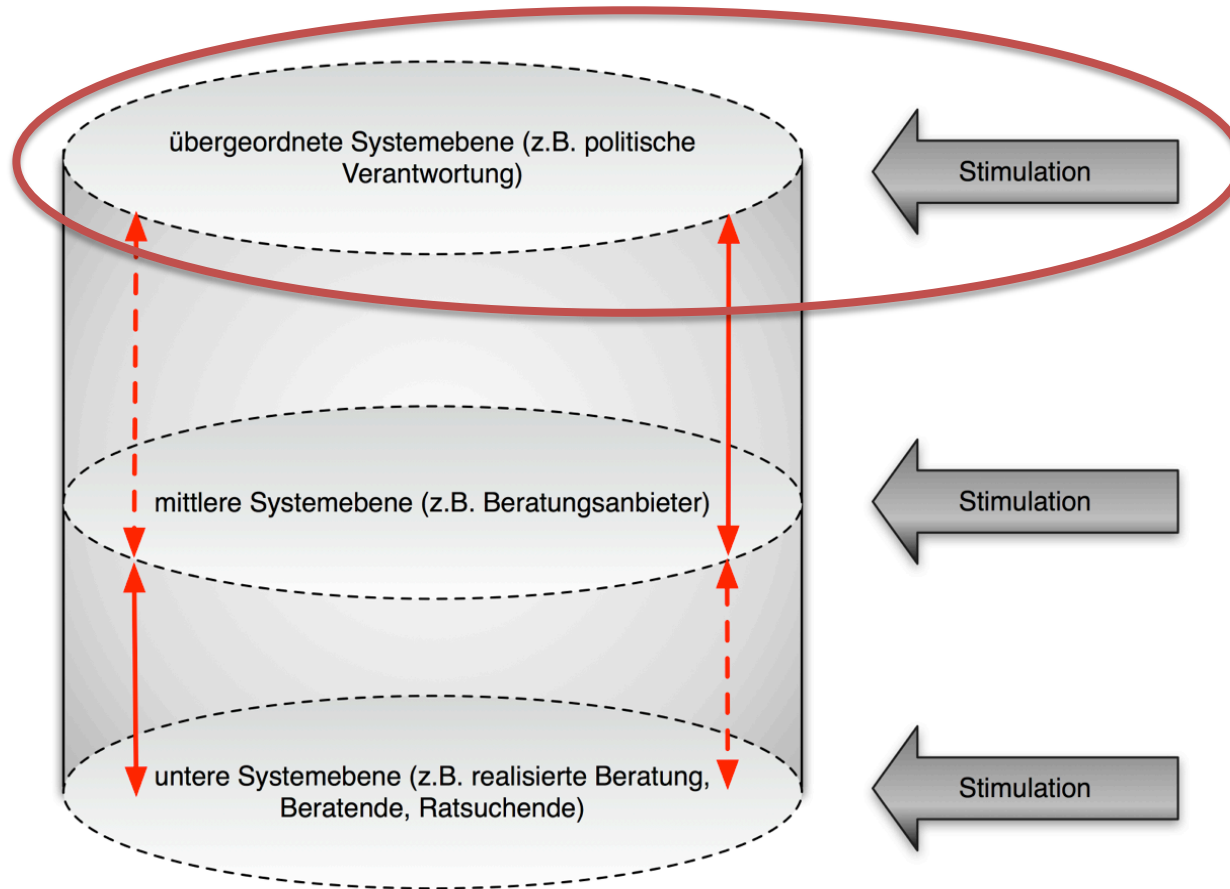 übergeordnete Systemebene (z.B. politische
Verantwortung)
Stimulation
mittlere Systemebene (z.B. Beratungsanbieter)
Stimulation
untere Systemebene (z.B. realisierte Beratung,
Beratende, Ratsuchende)
Stimulation